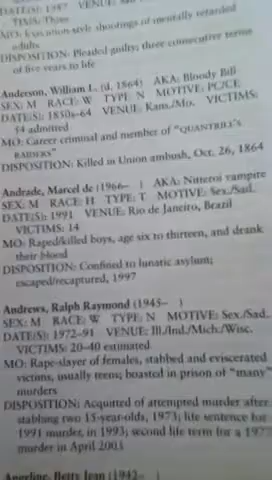 DATE(S): 1987 VENUE:
TIMS: Three
MO: Execution-style shootings of mentally retarded
adults
DISPOSITION: Pleaded guilty; three consecutive terms
of five years to life
Anderson, William L. (d. 1864) AKA: Bloody Bill
SEX: M RACE: W TYPE: N MOTIVE: PC/CE
DATE(S): 1850s–64 VENUE: Kans./Mo. VICTIMS:
54 admitted
MO: Career criminal and member of "QUANTRILL'S
RAIDERS"
DISPOSITION: Killed in Union ambush, Oct. 26, 1864
Andrade, Marcel de (1966– ) AKA: Niteroi vampire
SEX: M RACE: H TYPE: T MOTIVE: Sex/Sad.
DATE(S): 1991 VENUE: Rio de Janeiro, Brazil
VICTIMS: 14
MO: Raped/killed boys, age six to thirteen, and drank
their blood
DISPOSITION: Confined to lunatic asylum;
escaped/recaptured, 1997
Andrews, Ralph Raymond (1945– )
SEX: M RACE: W TYPE: N MOTIVE: Sex/Sad.
DATE(S): 1972–91 VENUE: Ill./Ind./Mich./Wisc.
VICTIMS: 20–40 estimated
MO: Rape-slayer of females, stabbed and eviscerated
victims, usually teens; boasted in prison of "many"
murders
DISPOSITION: Acquitted of attempted murder after
stabbing two 15-year-olds, 1973; life sentence for
1991 murder, in 1993; second life term for a 1977
murder in April 2001
Angeline, Betty Jean (1942–